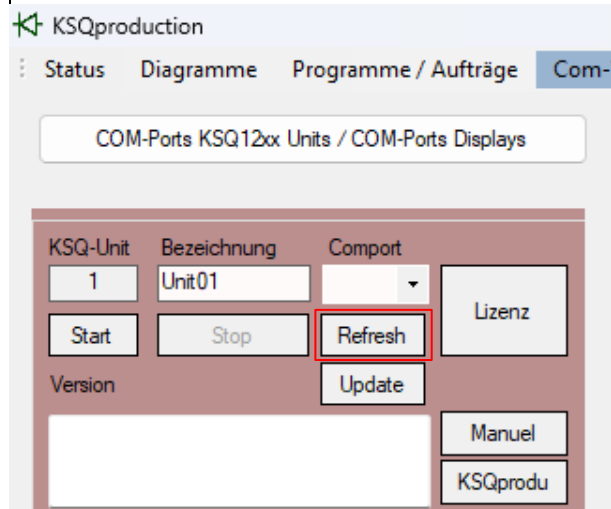 KSQproduction
Status Diagramme Programme / Aufträge Com-
COM-Ports KSQ12xx Units / COM-Ports Displays
KSQ-Unit Bezeichnung Comport
1 Unit01
Lizenz
Start Stop Refresh
Version Update
Manuel
KSQprodu